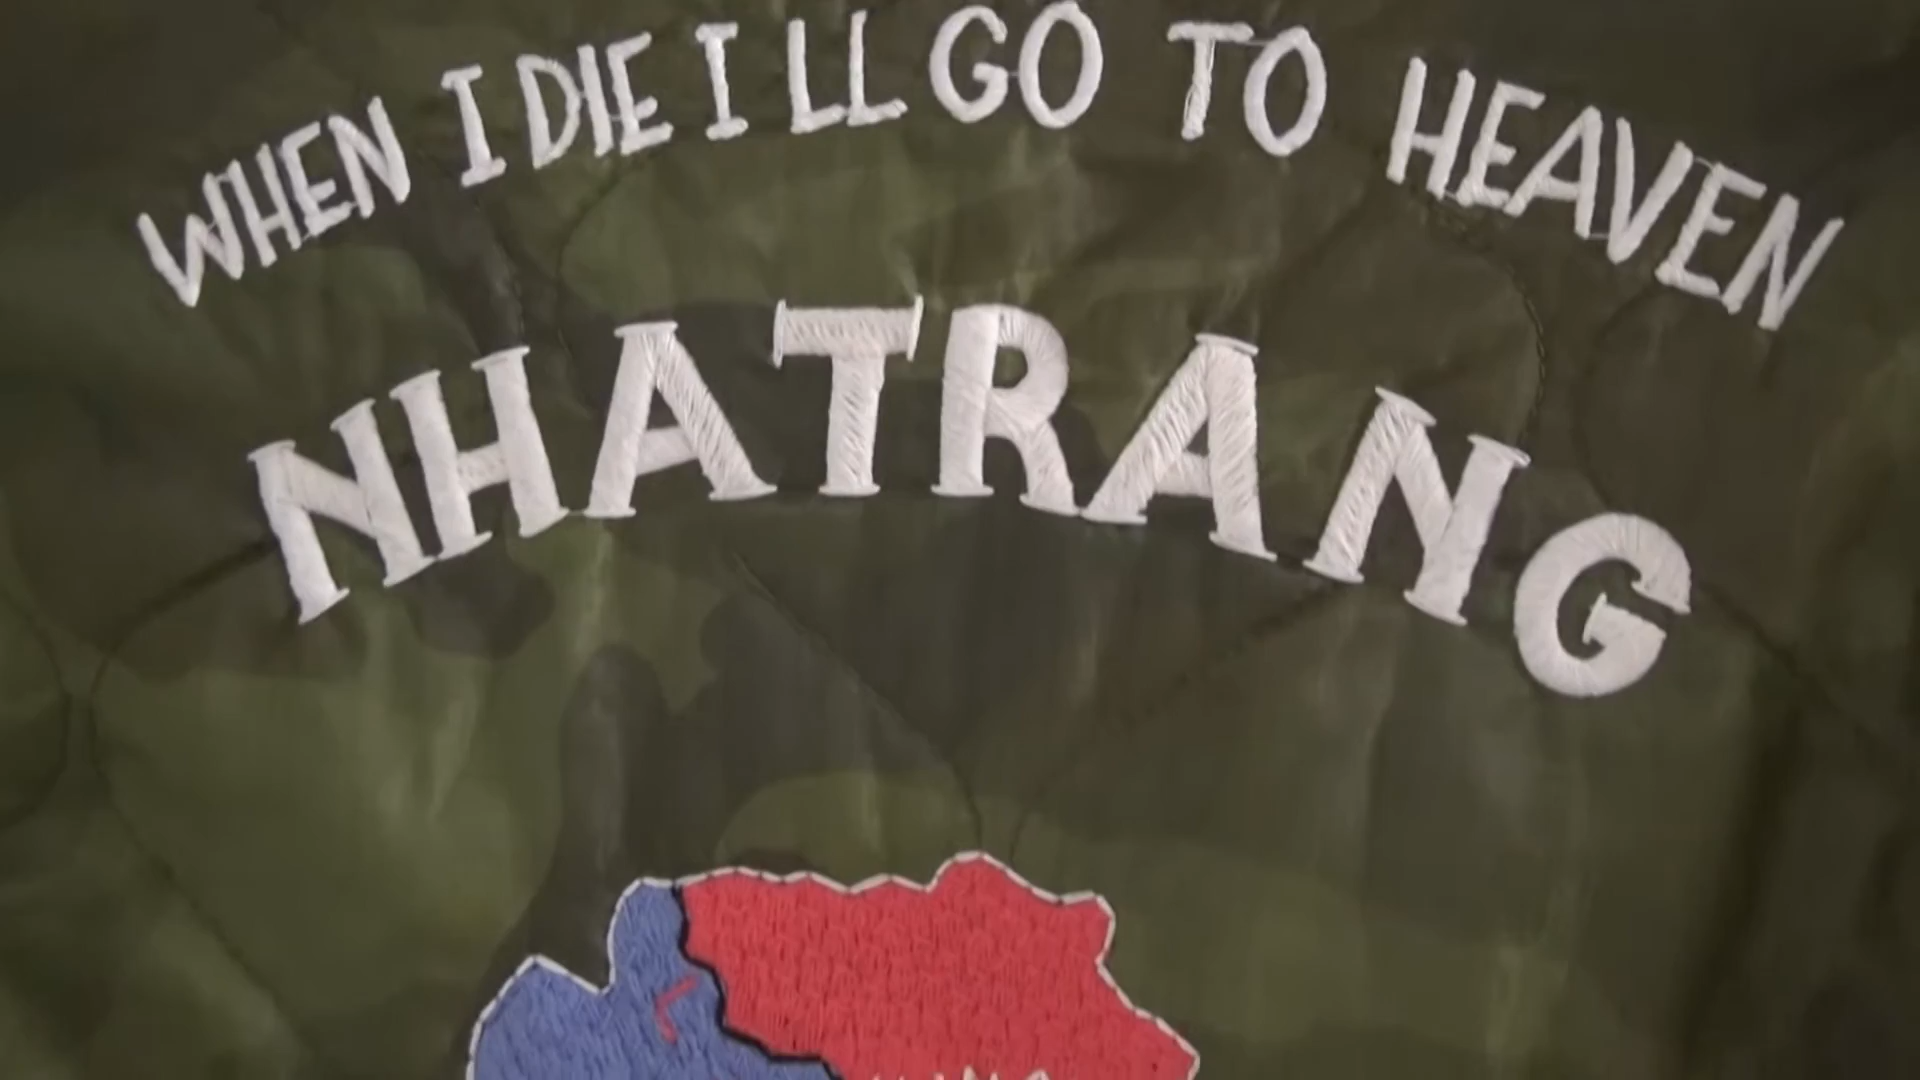 WHEN I DIE I LL GO TO HEAVEN
NHATRANG